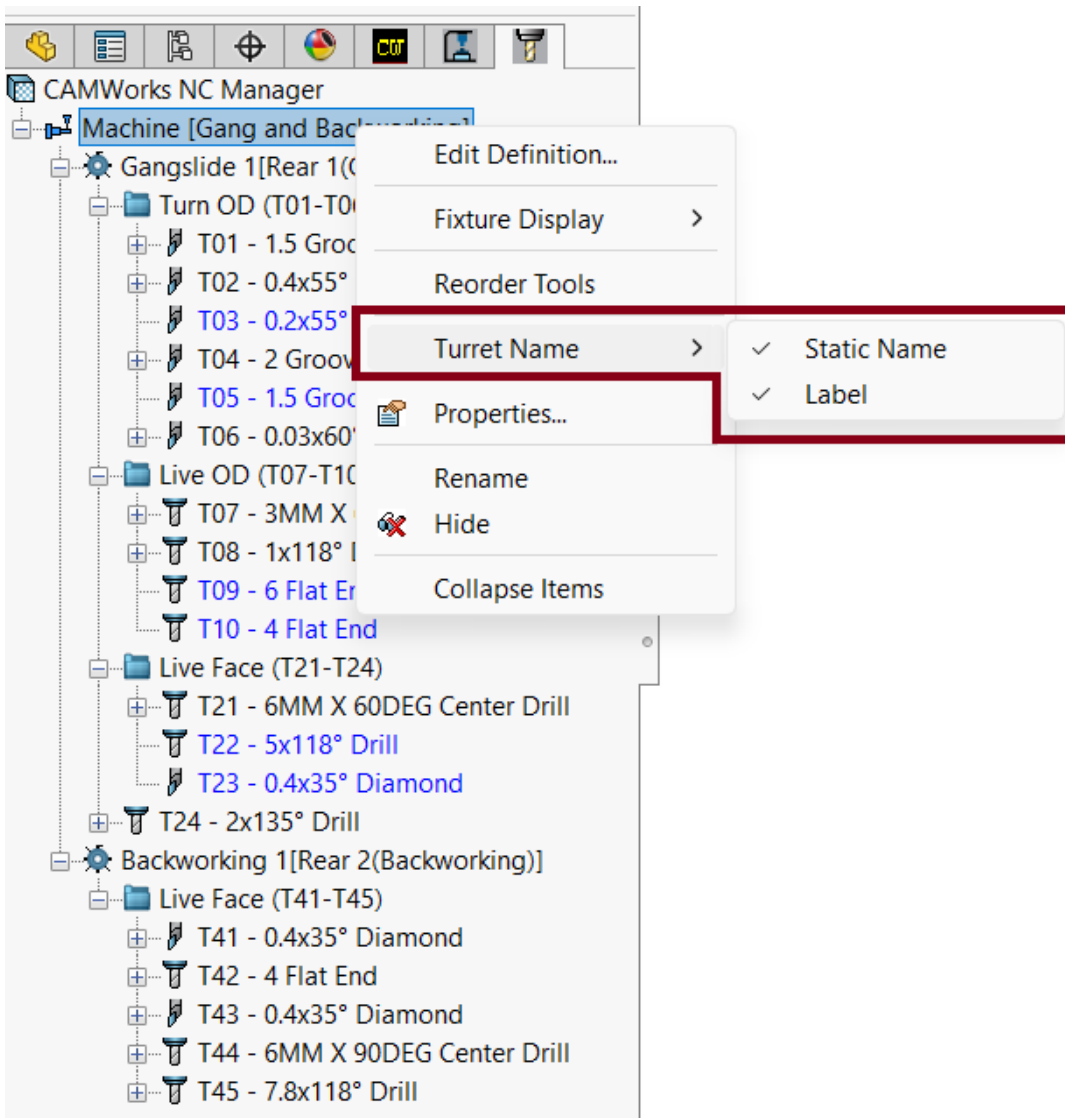 CW
CAMWorks NC Manager
Machine [Gang and Backworking]
Gangslide 1[Rear 1(
Turn OD (T01-T06
T01 - 1.5 Groo
T02 - 0.4x55°
T03 - 0.2x55°
T04 - 2 Groov
T05 - 1.5 Groo
T06 - 0.03x60°
Live OD (T07-T10
T07 - 3MM X
T08 - 1x118°
T09 - 6 Flat En
T10 - 4 Flat End
Live Face (T21-T24)
T21 - 6MM X 60DEG Center Drill
T22 - 5x118° Drill
T23 - 0.4x35° Diamond
T24 - 2x135° Drill
Backworking 1[Rear 2(Backworking)]
Live Face (T41-T45)
T41 - 0.4x35° Diamond
T42 - 4 Flat End
T43 - 0.4x35° Diamond
T44 - 6MM X 90DEG Center Drill
T45 - 7.8x118° Drill
Edit Definition...
Fixture Display
Reorder Tools
Turret Name
Properties...
Rename
Hide
Collapse Items
Static Name
Label